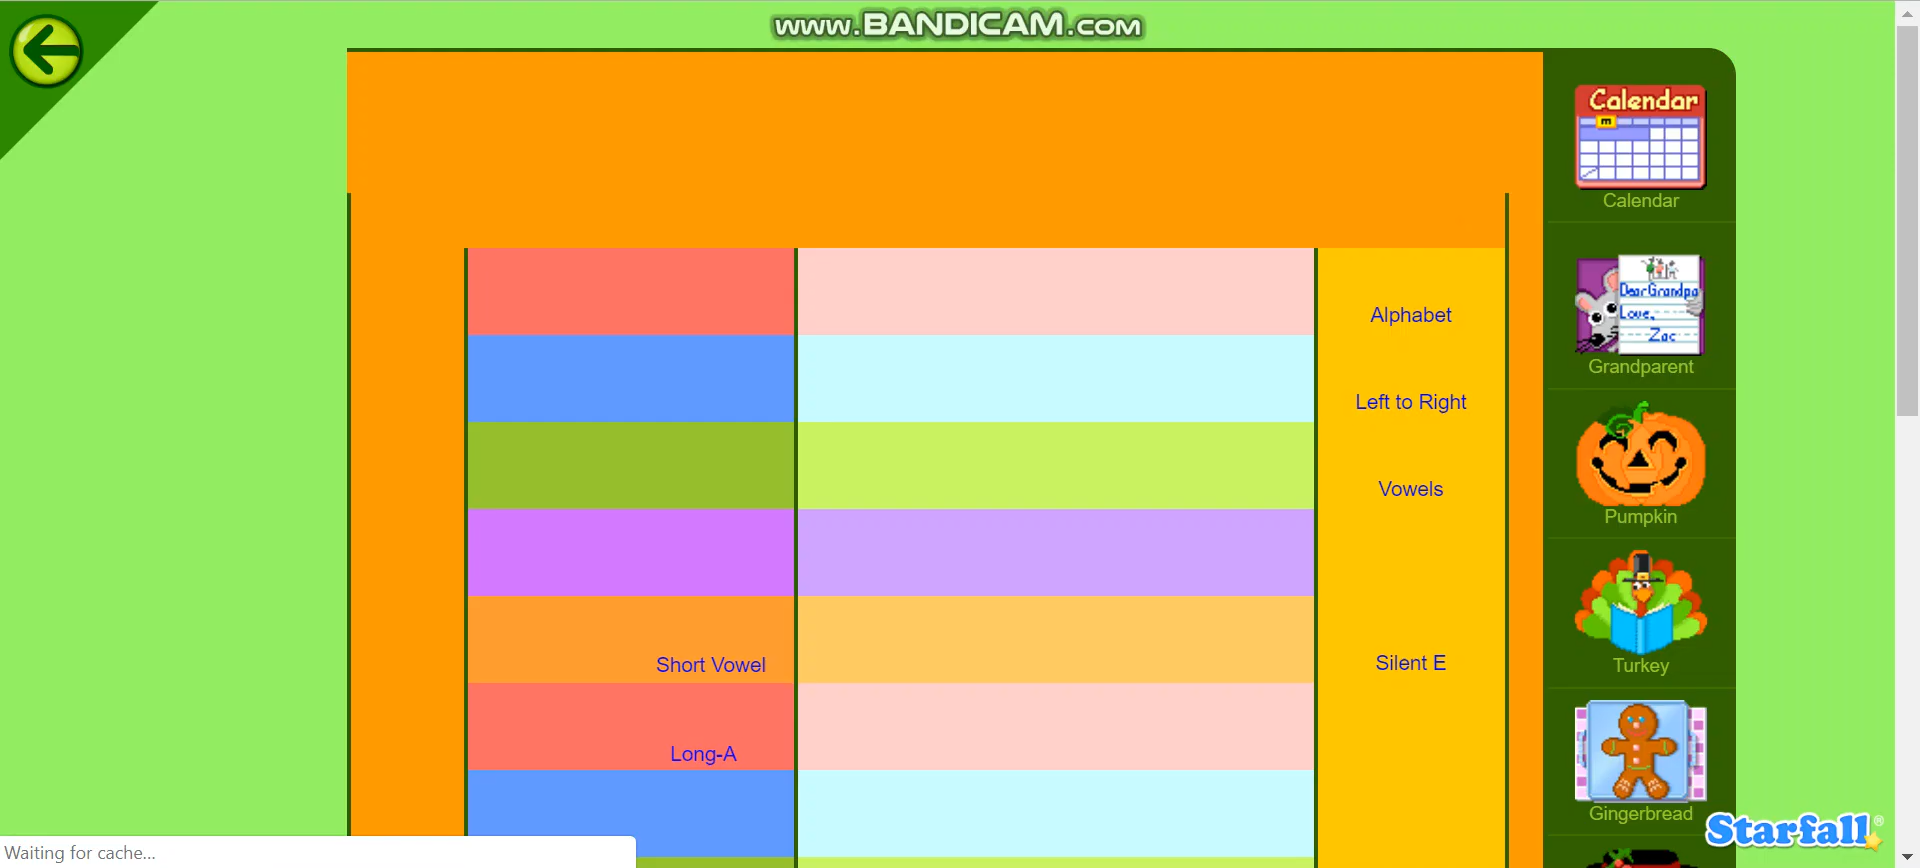 www.BANDICAM.com
Calendar
Calendar
Dear Grandpa
Love,
Zac
Grandparent
Alphabet
Left to Right
Vowels
Pumpkin
Short Vowel
Silent E
Turkey
Long-A
Gingerbread
Starfall®
Waiting for cache...